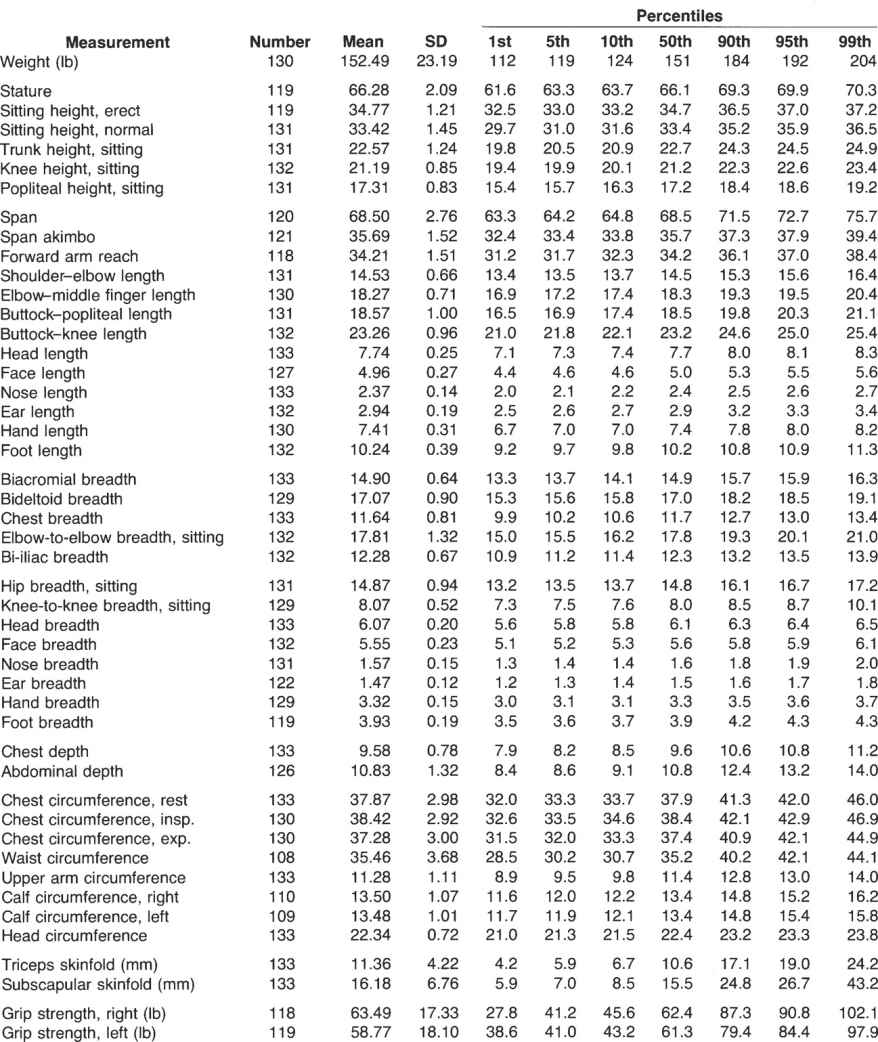 Percentiles
Measurement Number Mean SD 1st 5th 10th 50th 90th 95th 99th
Weight (lb) 130 152.49 23.19 112 119 124 151 184 192 204
Stature 119 66.28 2.09 61.6 63.3 63.7 66.1 69.3 69.9 70.3
Sitting height, erect 119 34.77 1.21 32.5 33.0 33.2 34.7 36.5 37.0 37.2
Sitting height, normal 131 33.42 1.45 29.7 31.0 31.6 33.4 35.2 35.9 36.5
Trunk height, sitting 131 22.57 1.24 19.8 20.5 20.9 22.7 24.3 24.5 24.9
Knee height, sitting 132 21.19 0.85 19.4 19.9 20.1 21.2 22.3 22.6 23.4
Popliteal height, sitting 131 17.31 0.83 15.4 15.7 16.3 17.2 18.4 18.6 19.2
Span 120 68.50 2.76 63.3 64.2 64.8 68.5 71.5 72.7 75.7
Span akimbo 121 35.69 1.52 32.4 33.4 33.8 35.7 37.3 37.9 39.4
Forward arm reach 118 34.21 1.51 31.2 31.7 32.3 34.2 36.1 37.0 38.4
Shoulder–elbow length 131 14.53 0.66 13.4 13.5 13.7 14.5 15.3 15.6 16.4
Elbow–middle finger length 130 18.27 0.71 16.9 17.2 17.4 18.3 19.3 19.5 20.4
Buttock–popliteal length 131 18.57 1.00 16.5 16.9 17.4 18.5 19.8 20.3 21.1
Buttock–knee length 132 23.26 0.96 21.0 21.8 22.1 23.2 24.6 25.0 25.4
Head length 133 7.74 0.25 7.1 7.3 7.4 7.7 8.0 8.1 8.3
Face length 127 4.96 0.27 4.4 4.6 4.6 5.0 5.3 5.5 5.6
Nose length 133 2.37 0.14 2.0 2.1 2.2 2.4 2.5 2.6 2.7
Ear length 132 2.94 0.19 2.5 2.6 2.7 2.9 3.2 3.3 3.4
Hand length 130 7.41 0.31 6.7 7.0 7.0 7.4 7.8 8.0 8.2
Foot length 132 10.24 0.39 9.2 9.7 9.8 10.2 10.8 10.9 11.3
Biacromial breadth 133 14.90 0.64 13.3 13.7 14.1 14.9 15.7 15.9 16.3
Bideltoid breadth 129 17.07 0.90 15.3 15.6 15.8 17.0 18.2 18.5 19.1
Chest breadth 133 11.64 0.81 9.9 10.2 10.6 11.7 12.7 13.0 13.4
Elbow-to-elbow breadth, sitting 132 17.81 1.32 15.0 15.5 16.2 17.8 19.3 20.1 21.0
Bi-iliac breadth 132 12.28 0.67 10.9 11.2 11.4 12.3 13.2 13.5 13.9
Hip breadth, sitting 131 14.87 0.94 13.2 13.5 13.7 14.8 16.1 16.7 17.2
Knee-to-knee breadth, sitting 129 8.07 0.52 7.3 7.5 7.6 8.0 8.5 8.7 10.1
Head breadth 133 6.07 0.20 5.6 5.8 5.8 6.1 6.3 6.4 6.5
Face breadth 132 5.55 0.23 5.1 5.2 5.3 5.6 5.8 5.9 6.1
Nose breadth 131 1.57 0.15 1.3 1.4 1.4 1.6 1.8 1.9 2.0
Ear breadth 122 1.47 0.12 1.2 1.3 1.4 1.5 1.6 1.7 1.8
Hand breadth 129 3.32 0.15 3.0 3.1 3.1 3.3 3.5 3.6 3.7
Foot breadth 119 3.93 0.19 3.5 3.6 3.7 3.9 4.2 4.3 4.3
Chest depth 133 9.58 0.78 7.9 8.2 8.5 9.6 10.6 10.8 11.2
Abdominal depth 126 10.83 1.32 8.4 8.6 9.1 10.8 12.4 13.2 14.0
Chest circumference, rest 133 37.87 2.98 32.0 33.3 33.7 37.9 41.3 42.0 46.0
Chest circumference, insp. 130 38.42 2.92 32.6 33.5 34.6 38.4 42.1 42.9 46.9
Chest circumference, exp. 130 37.28 3.00 31.5 32.0 33.3 37.4 40.9 42.1 44.9
Waist circumference 108 35.46 3.68 28.5 30.2 30.7 35.2 40.2 42.1 44.1
Upper arm circumference 133 11.28 1.11 8.9 9.5 9.8 11.4 12.8 13.0 14.0
Calf circumference, right 110 13.50 1.07 11.6 12.0 12.2 13.4 14.8 15.2 16.2
Calf circumference, left 109 13.48 1.01 11.7 11.9 12.1 13.4 14.8 15.4 15.8
Head circumference 133 22.34 0.72 21.0 21.3 21.5 22.4 23.2 23.3 23.8
Triceps skinfold (mm) 133 11.36 4.22 4.2 5.9 6.7 10.6 17.1 19.0 24.2
Subscapular skinfold (mm) 133 16.18 6.76 5.9 7.0 8.5 15.5 24.8 26.7 43.2
Grip strength, right (lb) 118 63.49 17.33 27.8 41.2 45.6 62.4 87.3 90.8 102.1
Grip strength, left (lb) 119 58.77 18.10 38.6 41.0 43.2 61.3 79.4 84.4 97.9